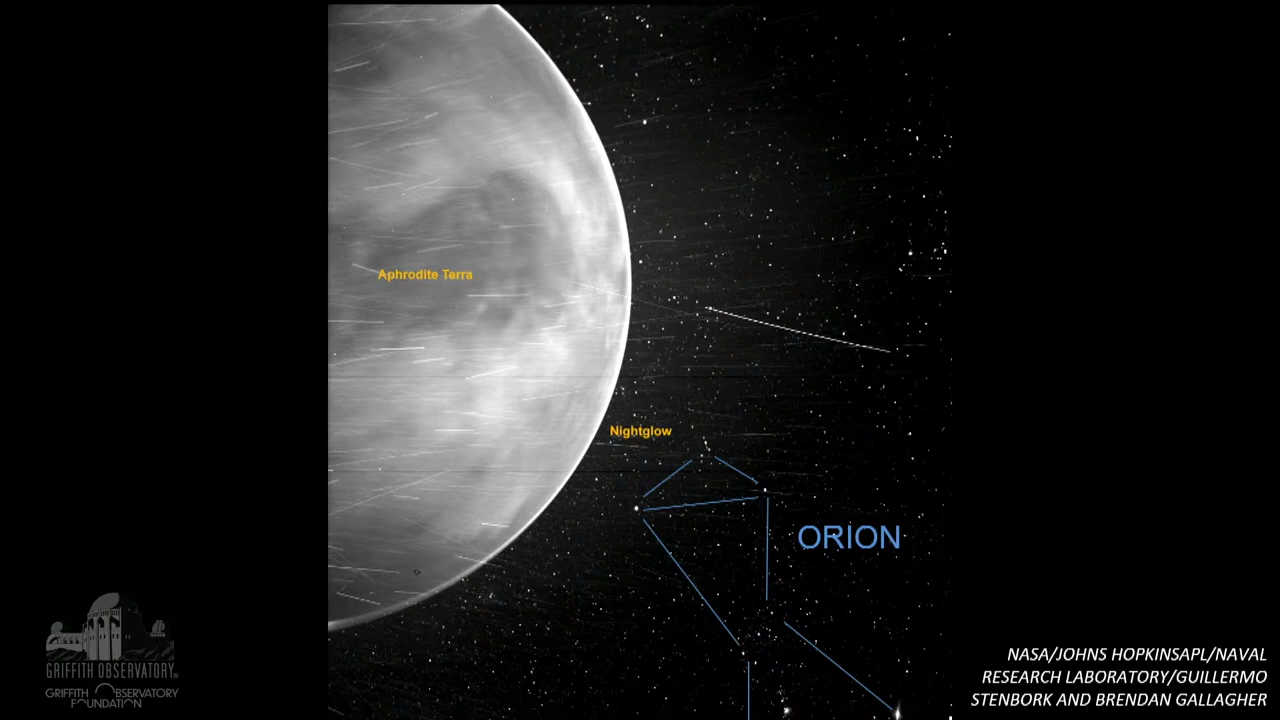 Aphrodite Terra
Nightglow
ORION
GRIFFITH OBSERVATORY®
GRIFFITH OBSERVATORY
FOUNDATION
NASA/JOHNS HOPKINSAPL/NAVAL
RESEARCH LABORATORY/GUILLERMO
STENBORK AND BRENDAN GALLAGHER